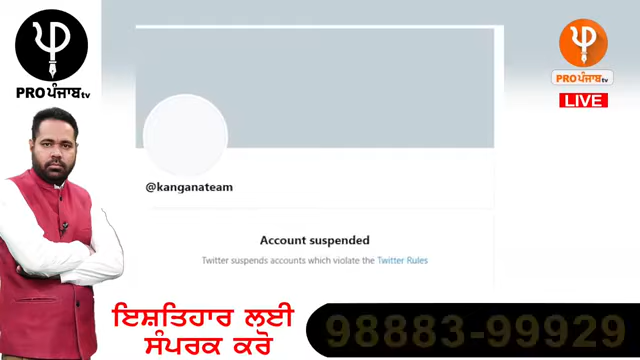 PRO ਪੰਜਾਬ tv
PRO ਪੰਜਾਬ tv
LIVE
@kanganateam
Account suspended
Twitter suspends accounts which violate the Twitter Rules
ਇਸ਼ਤਿਹਾਰ ਲਈ
ਸੰਪਰਕ ਕਰੋ
98883-99929